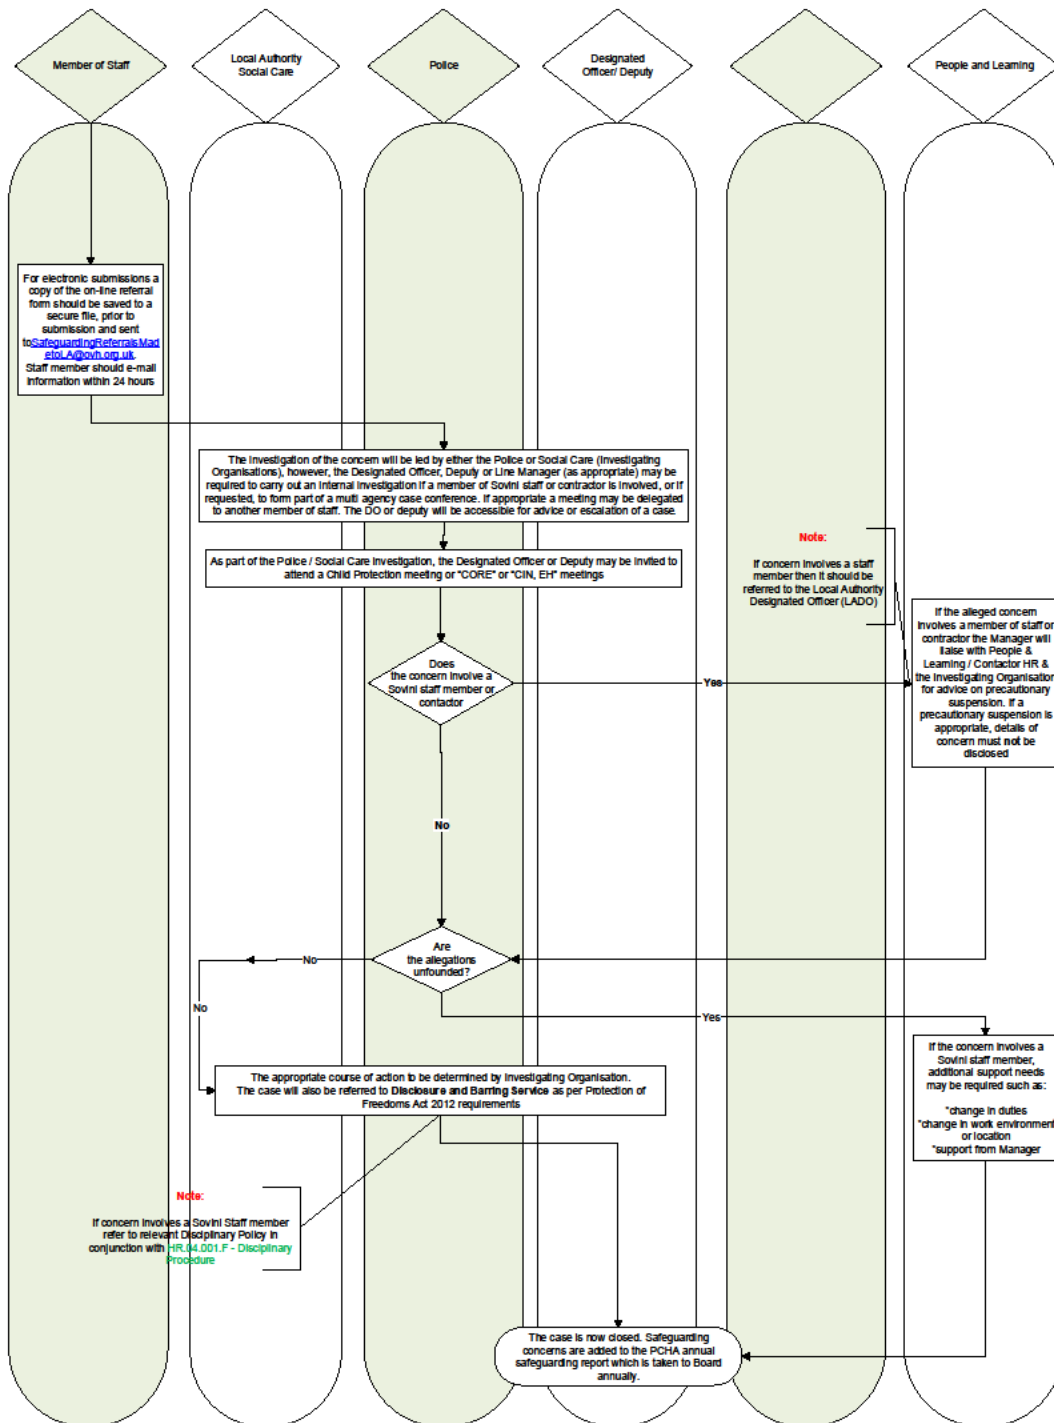 Member of Staff
Local Authority
Social Care
Police
Designated
Officer/ Deputy
People and Learning
For electronic submissions a
copy of the on-line referral
form should be saved to a
secure file, prior to
submission and sent
toSafeguardingReferralsMad
etoLA@ovh.org.uk.
Staff member should e-mail
information within 24 hours
The investigation of the concern will be led by either the Police or Social Care (Investigating
Organisations), however, the Designated Officer, Deputy or Line Manager (as appropriate) may be
required to carry out an internal investigation if a member of Sovini staff or contractor is involved, or if
requested, to form part of a multi agency case conference. If appropriate a meeting may be delegated
to another member of staff. The DO or deputy will be accessible for advice or escalation of a case.
As part of the Police / Social Care investigation, the Designated Officer or Deputy may be invited to
attend a Child Protection meeting or "CORE" or "CIN, EH" meetings
Note:
If concern involves a staff
member then it should be
referred to the Local Authority
Designated Officer (LADO)
If the alleged concern
involves a member of staff or
contractor the Manager will
liaise with People &
Learning / Contactor HR &
the Investigating Organisation
for advice on precautionary
suspension. If a
precautionary suspension is
appropriate, details of
concern must not be
disclosed
Does
the concern involve a
Sovini staff member or
contactor
Yes
No
Are
the allegations
unfounded?
No
No
Yes
If the concern involves a
Sovini staff member,
additional support needs
may be required such as:
*change in duties
*change in work environment
or location
*support from Manager
The appropriate course of action to be determined by Investigating Organisation.
The case will also be referred to Disclosure and Barring Service as per Protection of
Freedoms Act 2012 requirements
Note:
If concern involves a Sovini Staff member
refer to relevant Disciplinary Policy in
conjunction with HR.04.001.F - Disciplinary
Procedure
The case is now closed. Safeguarding
concerns are added to the PCHA annual
safeguarding report which is taken to Board
annually.